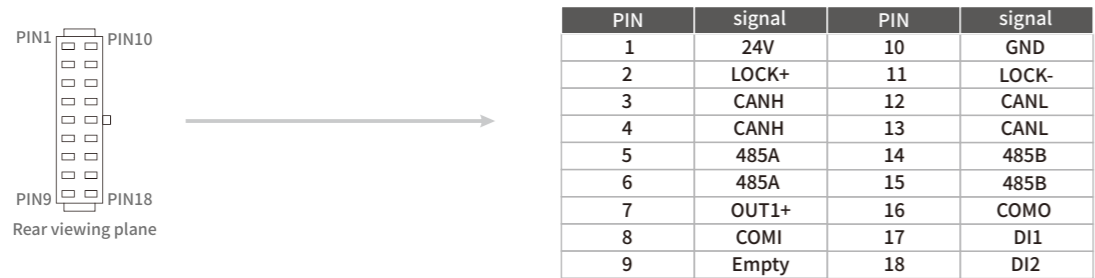 PIN1 PIN10
PIN9 PIN18
Rear viewing plane
PIN signal PIN signal
1 24V 10 GND
2 LOCK+ 11 LOCK-
3 CANH 12 CANL
4 CANH 13 CANL
5 485A 14 485B
6 485A 15 485B
7 OUT1+ 16 COMO
8 COMI 17 DI1
9 Empty 18 DI2